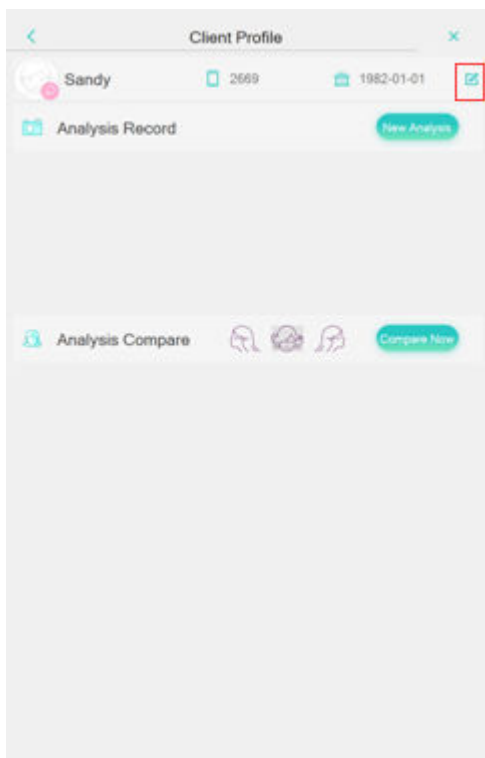 Client Profile
Sandy 2669 1982-01-01
Analysis Record New Analysis
Analysis Compare Compare Now